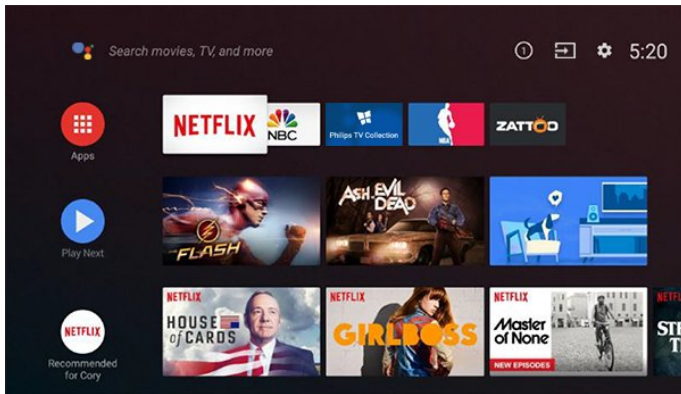 Search movies, TV, and more
1
5:20
Apps
NETFLIX
NBC
Philips TV Collection
NBA
ZATTOO
Play Next
THE
FLASH
ASH VS EVIL
DEAD
NETFLIX
Recommended
for Cory
NETFLIX
HOUSE
of CARDS
NETFLIX
GIRLBOSS
NETFLIX
Master
of None
NEW EPISODES